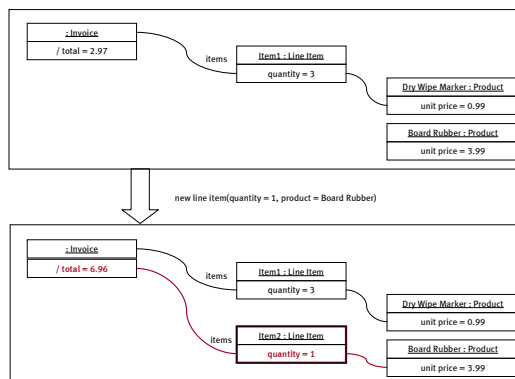 : Invoice
/ total = 2.97
items
Item1 : Line Item
quantity = 3
Dry Wipe Marker : Product
unit price = 0.99
Board Rubber : Product
unit price = 3.99
new line item(quantity = 1, product = Board Rubber)
: Invoice
/ total = 6.96
items
Item1 : Line Item
quantity = 3
Dry Wipe Marker : Product
unit price = 0.99
items
Item2 : Line Item
quantity = 1
Board Rubber : Product
unit price = 3.99